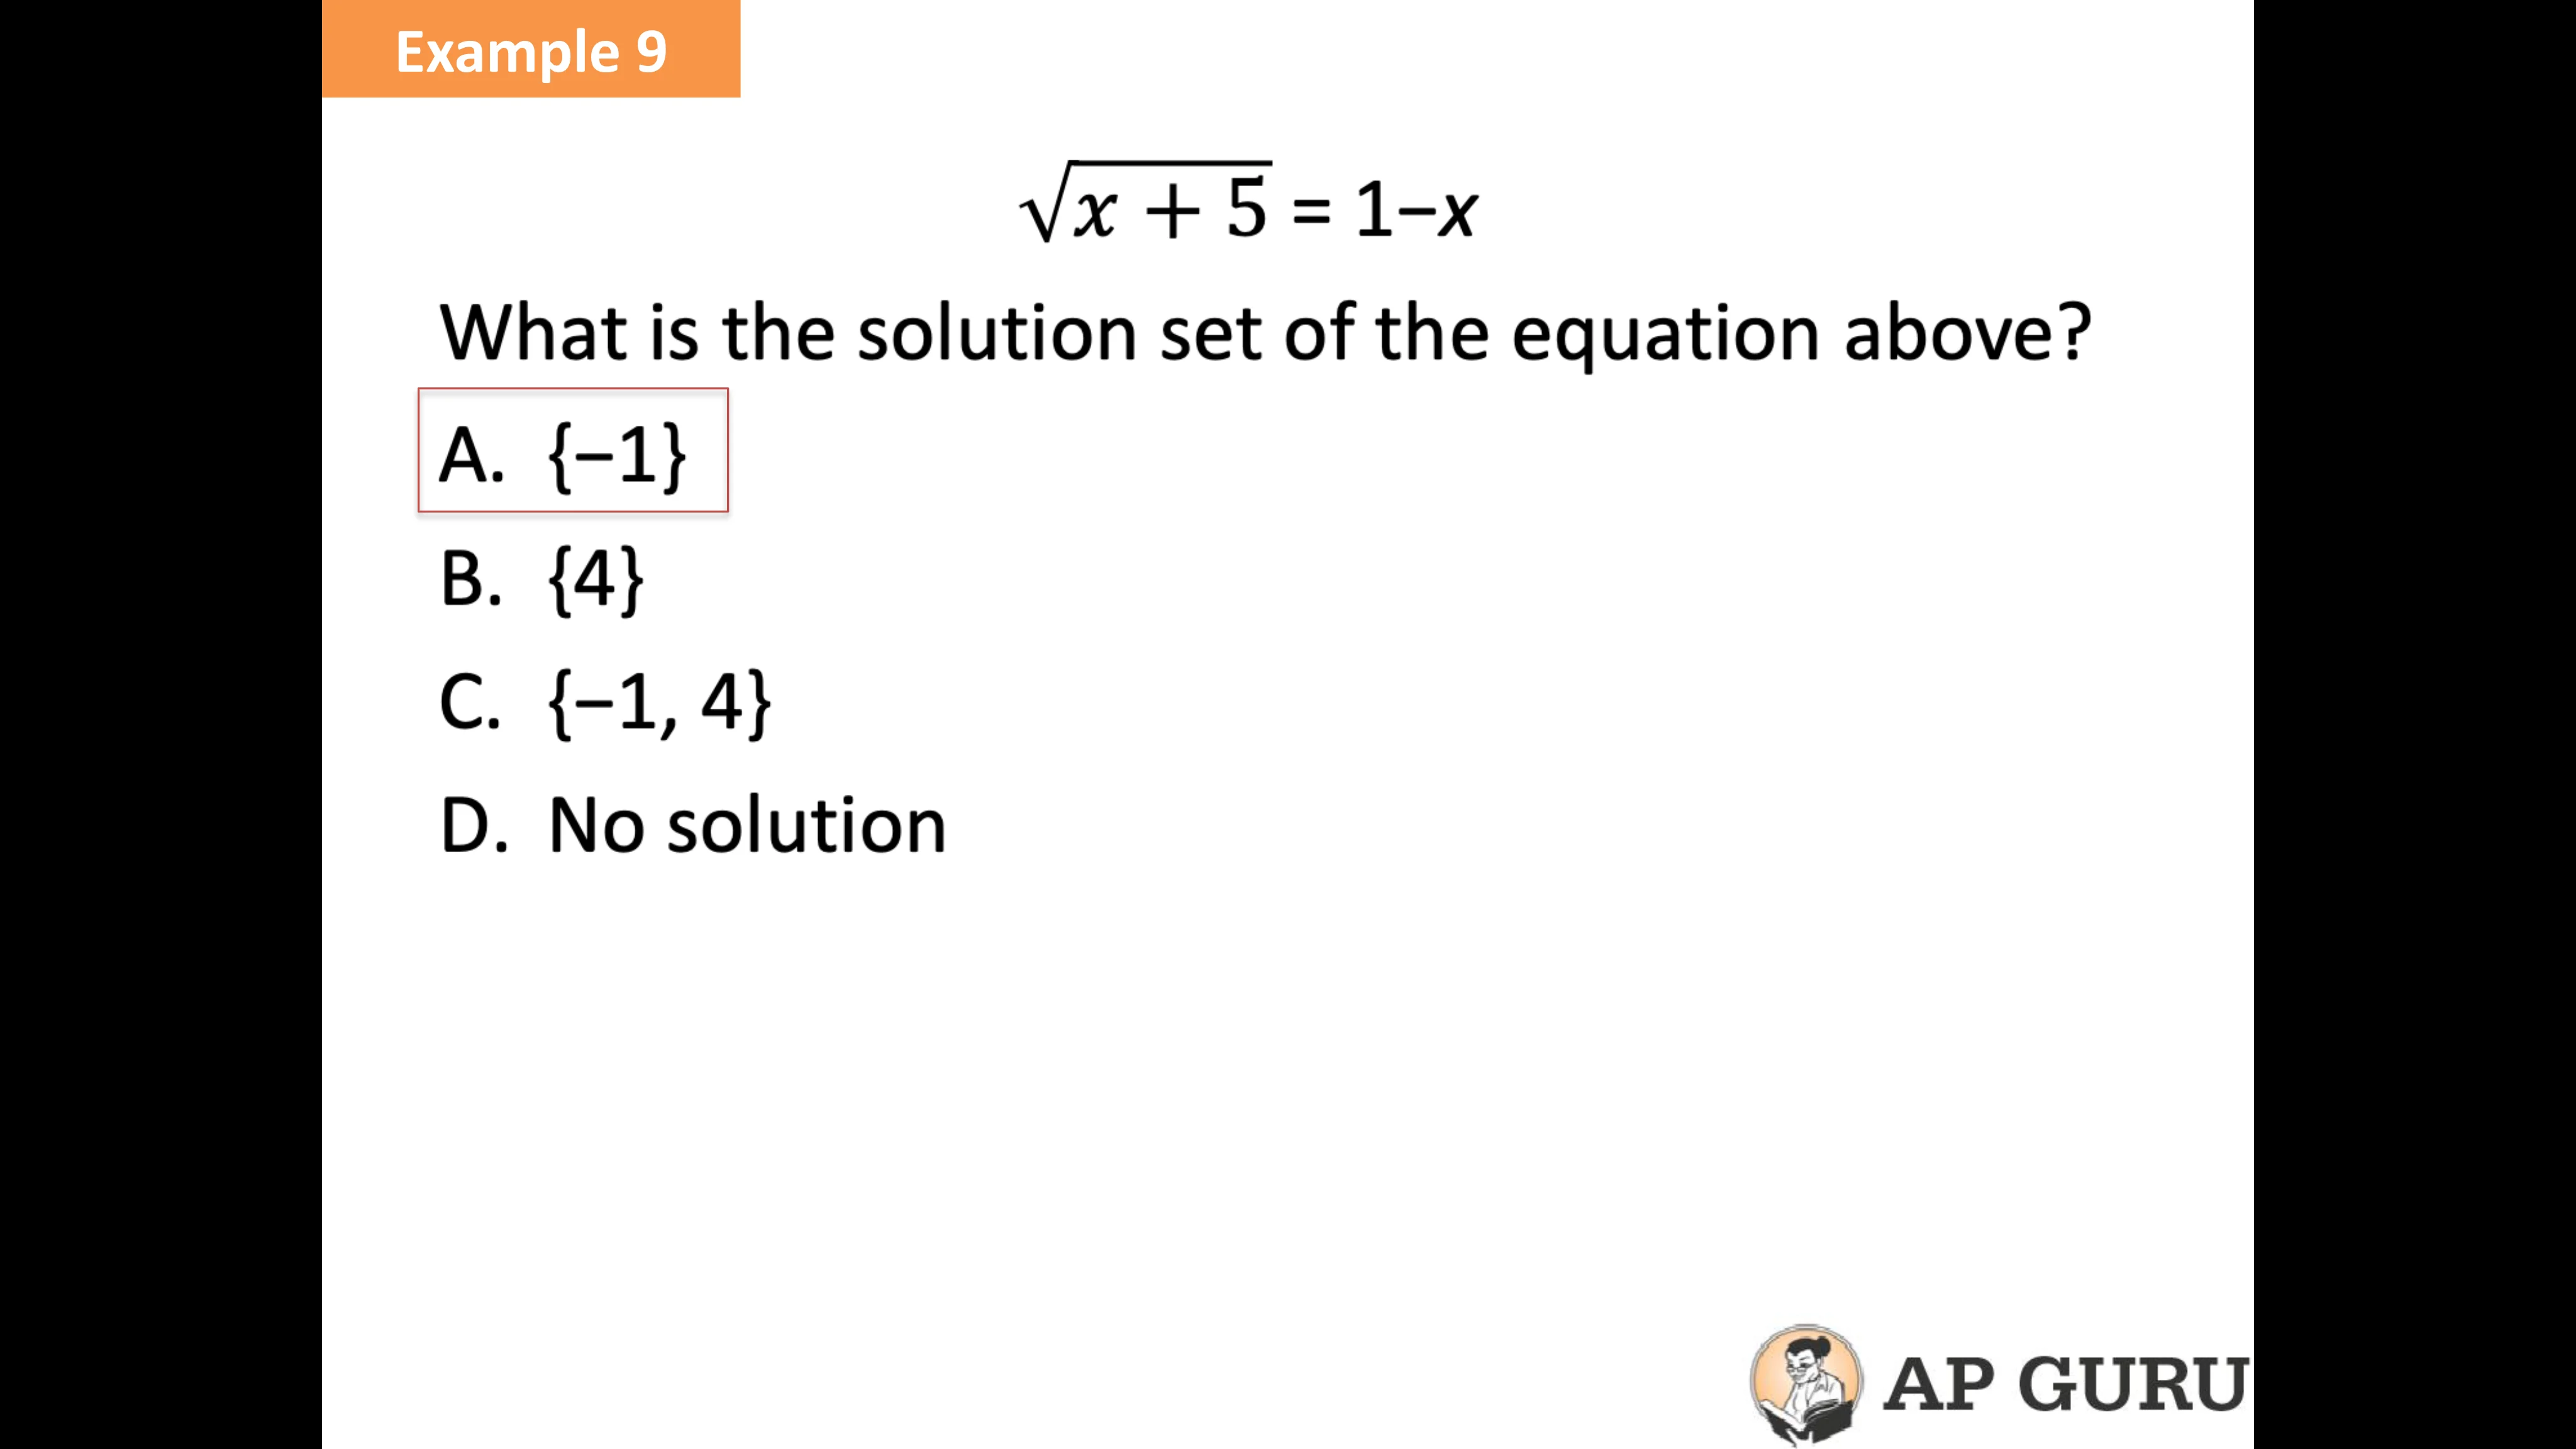 Example 9
√x + 5 = 1–x
What is the solution set of the equation above?
A. {–1}
B. {4}
C. {–1, 4}
D. No solution
AP GURU